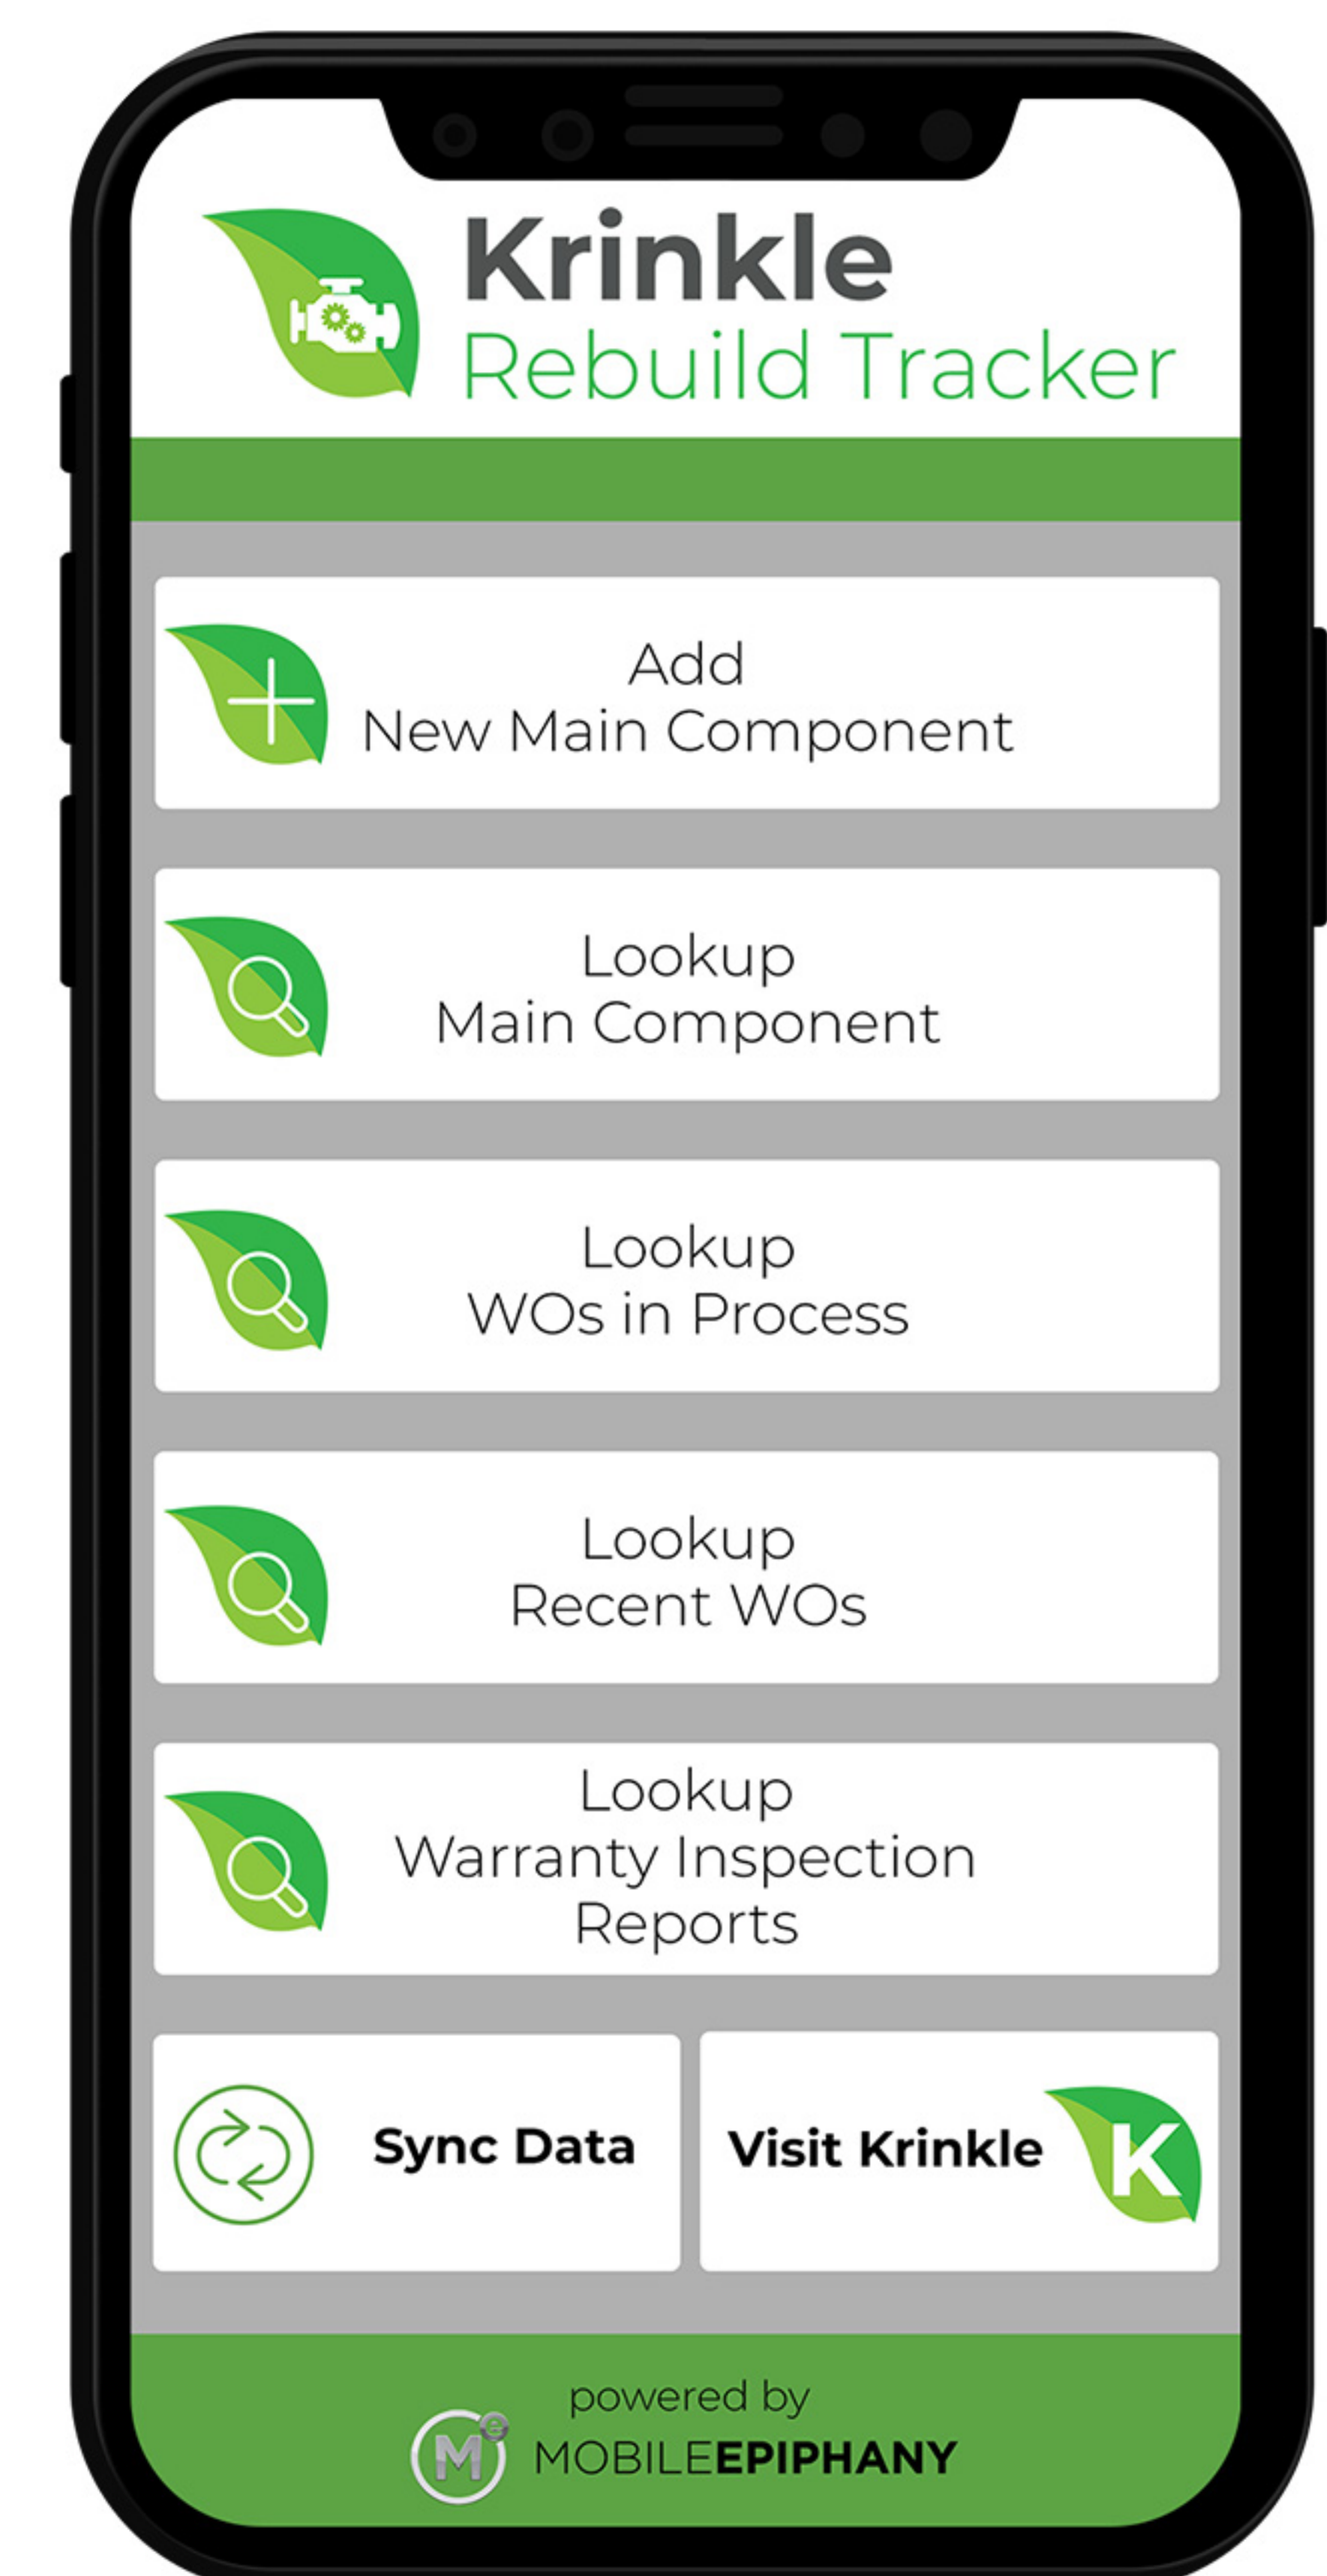 Krinkle
Rebuild Tracker
Add
New Main Component
Lookup
Main Component
Lookup
WOs in Process
Lookup
Recent WOs
Lookup
Warranty Inspection
Reports
Sync Data
Visit Krinkle
K
powered by
Me
MOBILEEPIPHANY